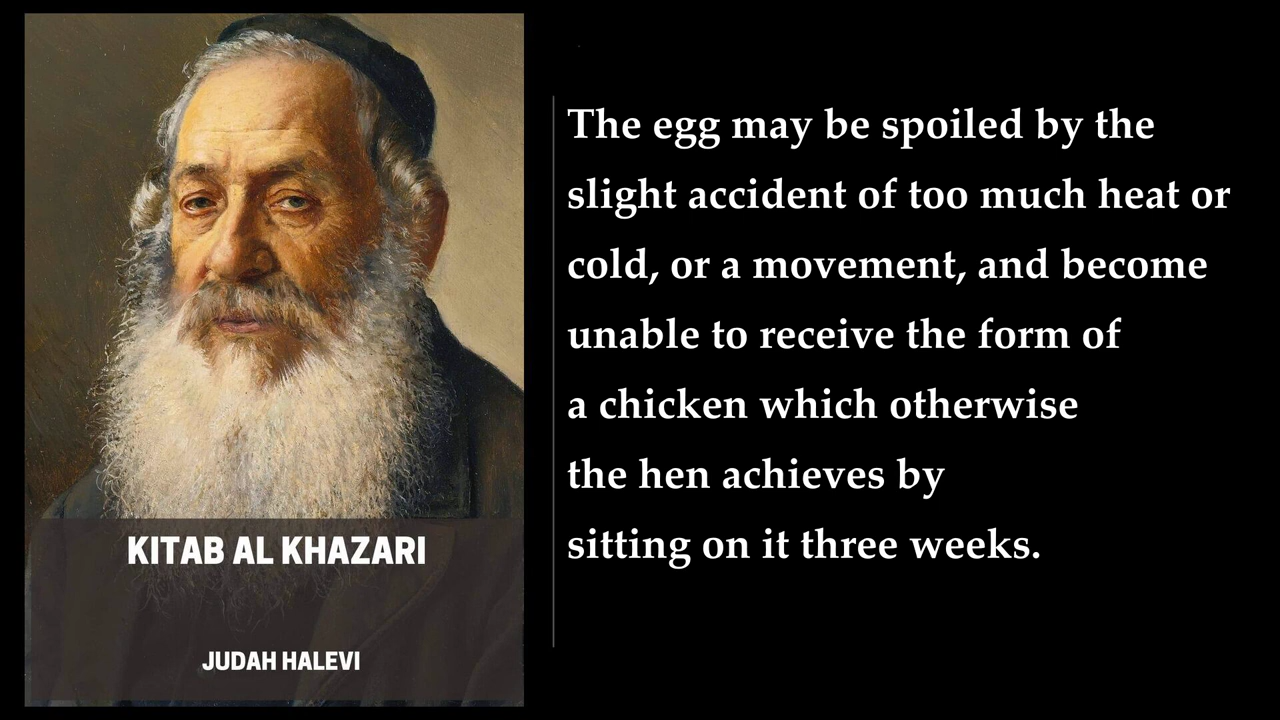 KITAB AL KHAZARI
JUDAH HALEVI
The egg may be spoiled by the
slight accident of too much heat or
cold, or a movement, and become
unable to receive the form of
a chicken which otherwise
the hen achieves by
sitting on it three weeks.